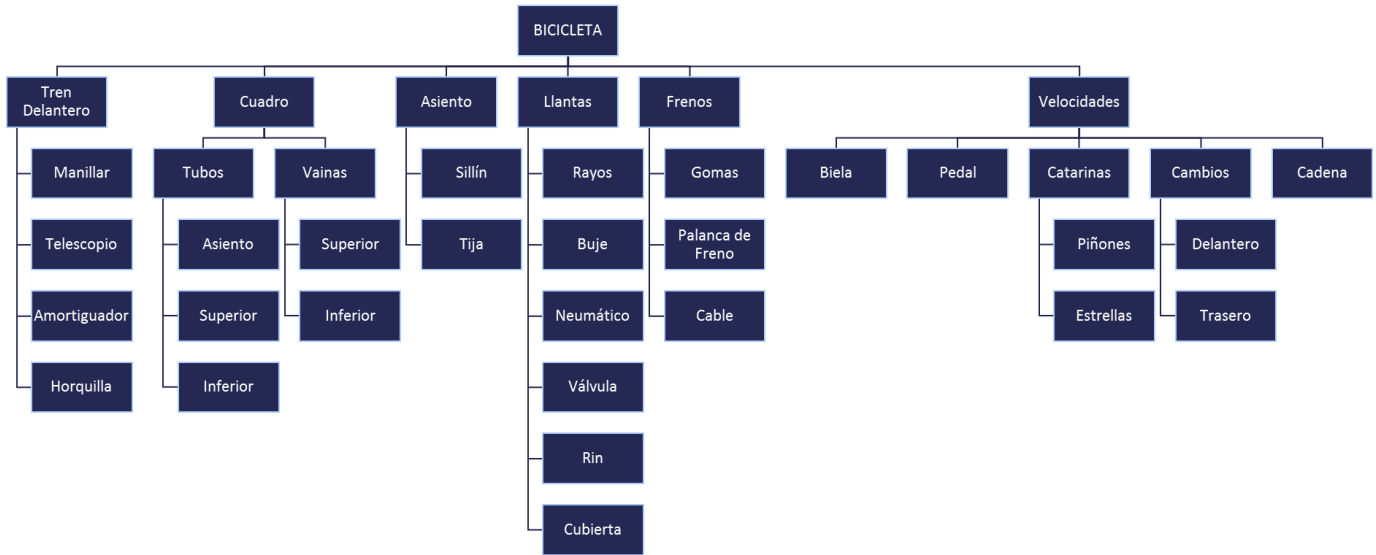 BICICLETA
Tren
Delantero
Cuadro
Asiento
Llantas
Frenos
Velocidades
Manillar
Tubos
Vainas
Sillín
Rayos
Gomas
Biela
Pedal
Catarinas
Cambios
Cadena
Telescopio
Asiento
Superior
Tija
Buje
Palanca de
Freno
Piñones
Delantero
Amortiguador
Superior
Inferior
Neumático
Cable
Estrellas
Trasero
Horquilla
Inferior
Válvula
Rin
Cubierta